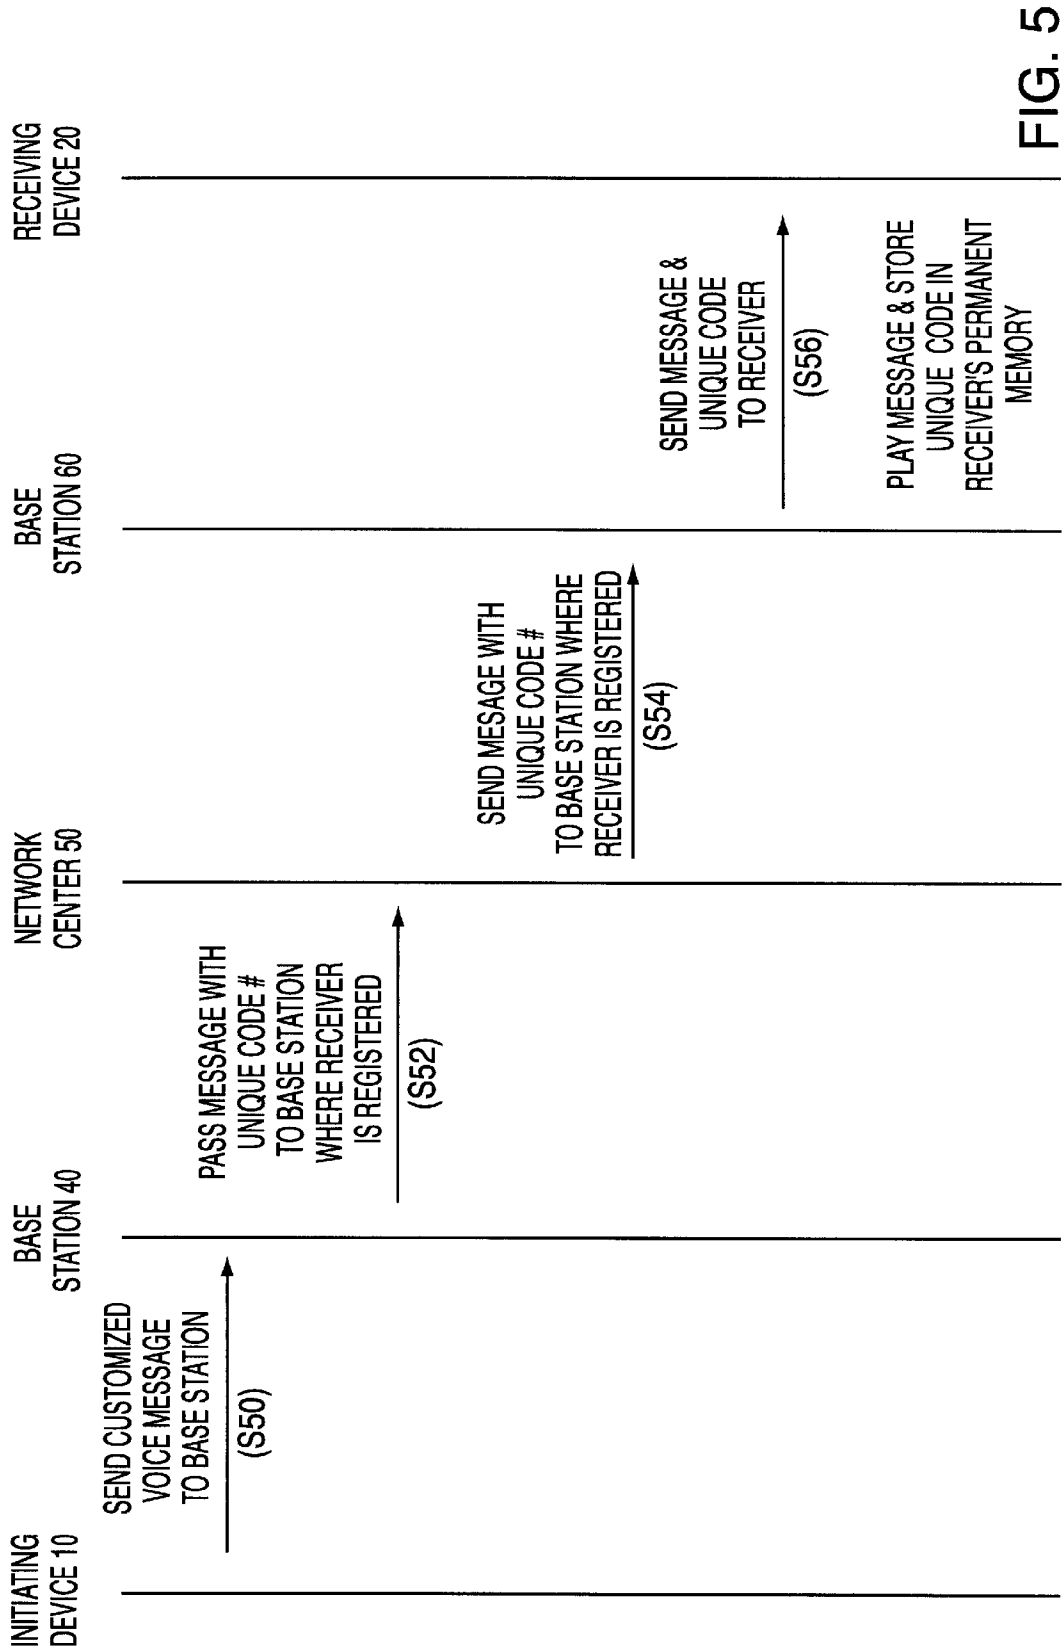 INITIATING
DEVICE 10
BASE
STATION 40
NETWORK
CENTER 50
BASE
STATION 60
RECEIVING
DEVICE 20
SEND CUSTOMIZED
VOICE MESSAGE
TO BASE STATION
(S50)
PASS MESSAGE WITH
UNIQUE CODE #
TO BASE STATION
WHERE RECEIVER
IS REGISTERED
(S52)
SEND MESAGE WITH
UNIQUE CODE #
TO BASE STATION WHERE
RECEIVER IS REGISTERED
(S54)
SEND MESSAGE &
UNIQUE CODE
TO RECEIVER
(S56)
PLAY MESSAGE & STORE
UNIQUE CODE IN
RECEIVER'S PERMANENT
MEMORY
FIG. 5